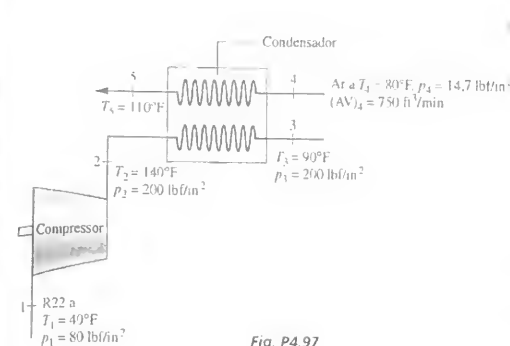 Condensador
5
4
Ar a T₄ = 80°F, p₄ = 14,7 lbf/in²
(AV)₄ = 750 ft³/min
T₅ = 110°F
3
T₃ = 90°F
p₃ = 200 lbf/in²
2
T₂ = 140°F
p₂ = 200 lbf/in²
Compressor
1
R22 a
T₁ = 40°F
p₁ = 80 lbf/in²
Fig. P4.97